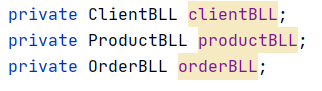 private ClientBLL clientBLL;
private ProductBLL productBLL;
private OrderBLL orderBLL;